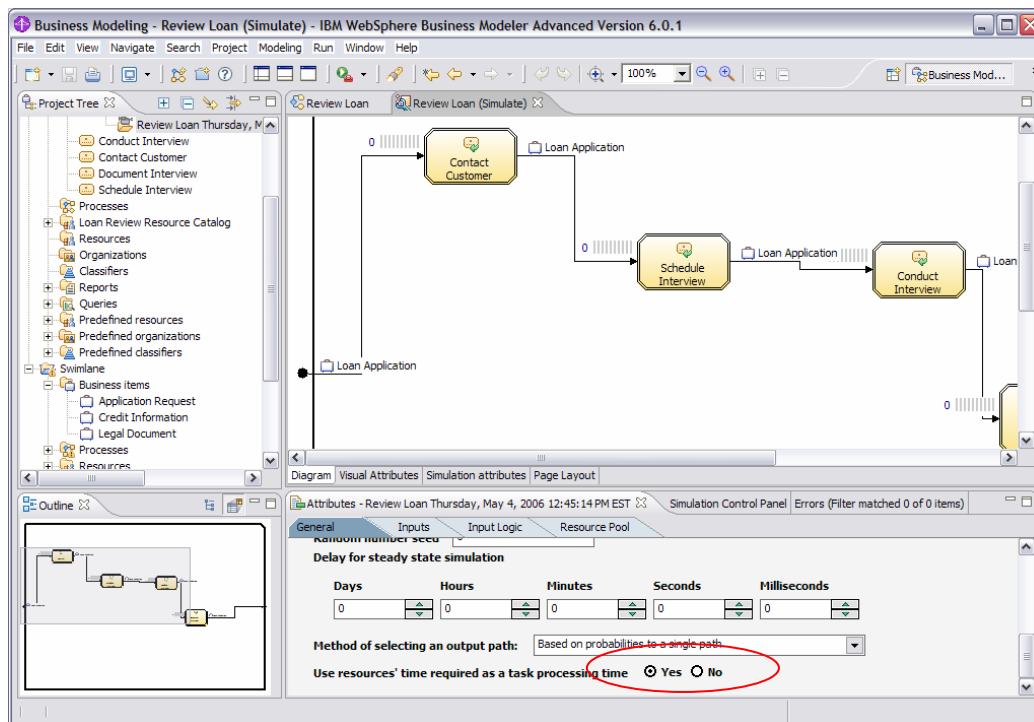 Business Modeling - Review Loan (Simulate) - IBM WebSphere Business Modeler Advanced Version 6.0.1
File Edit View Navigate Search Project Modeling Run Window Help
100%
Business Mod...
Project Tree
Review Loan Thursday, M
Conduct Interview
Contact Customer
Document Interview
Schedule Interview
Processes
Loan Review Resource Catalog
Resources
Organizations
Classifiers
Reports
Queries
Predefined resources
Predefined organizations
Predefined classifiers
Swimlane
Business items
Application Request
Credit Information
Legal Document
Processes
Resources
Review Loan
Review Loan (Simulate)
0
Contact
Customer
Loan Application
0
Schedule
Interview
Loan Application
Conduct
Interview
Loan
Loan Application
0
Diagram Visual Attributes Simulation attributes Page Layout
Outline
Attributes - Review Loan Thursday, May 4, 2006 12:45:14 PM EST
Simulation Control Panel
Errors (Filter matched 0 of 0 items)
General Inputs Input Logic Resource Pool
Random number seed
Delay for steady state simulation
Days Hours Minutes Seconds Milliseconds
0 0 0 0 0
Method of selecting an output path: Based on probabilities to a single path
Use resources' time required as a task processing time Yes No